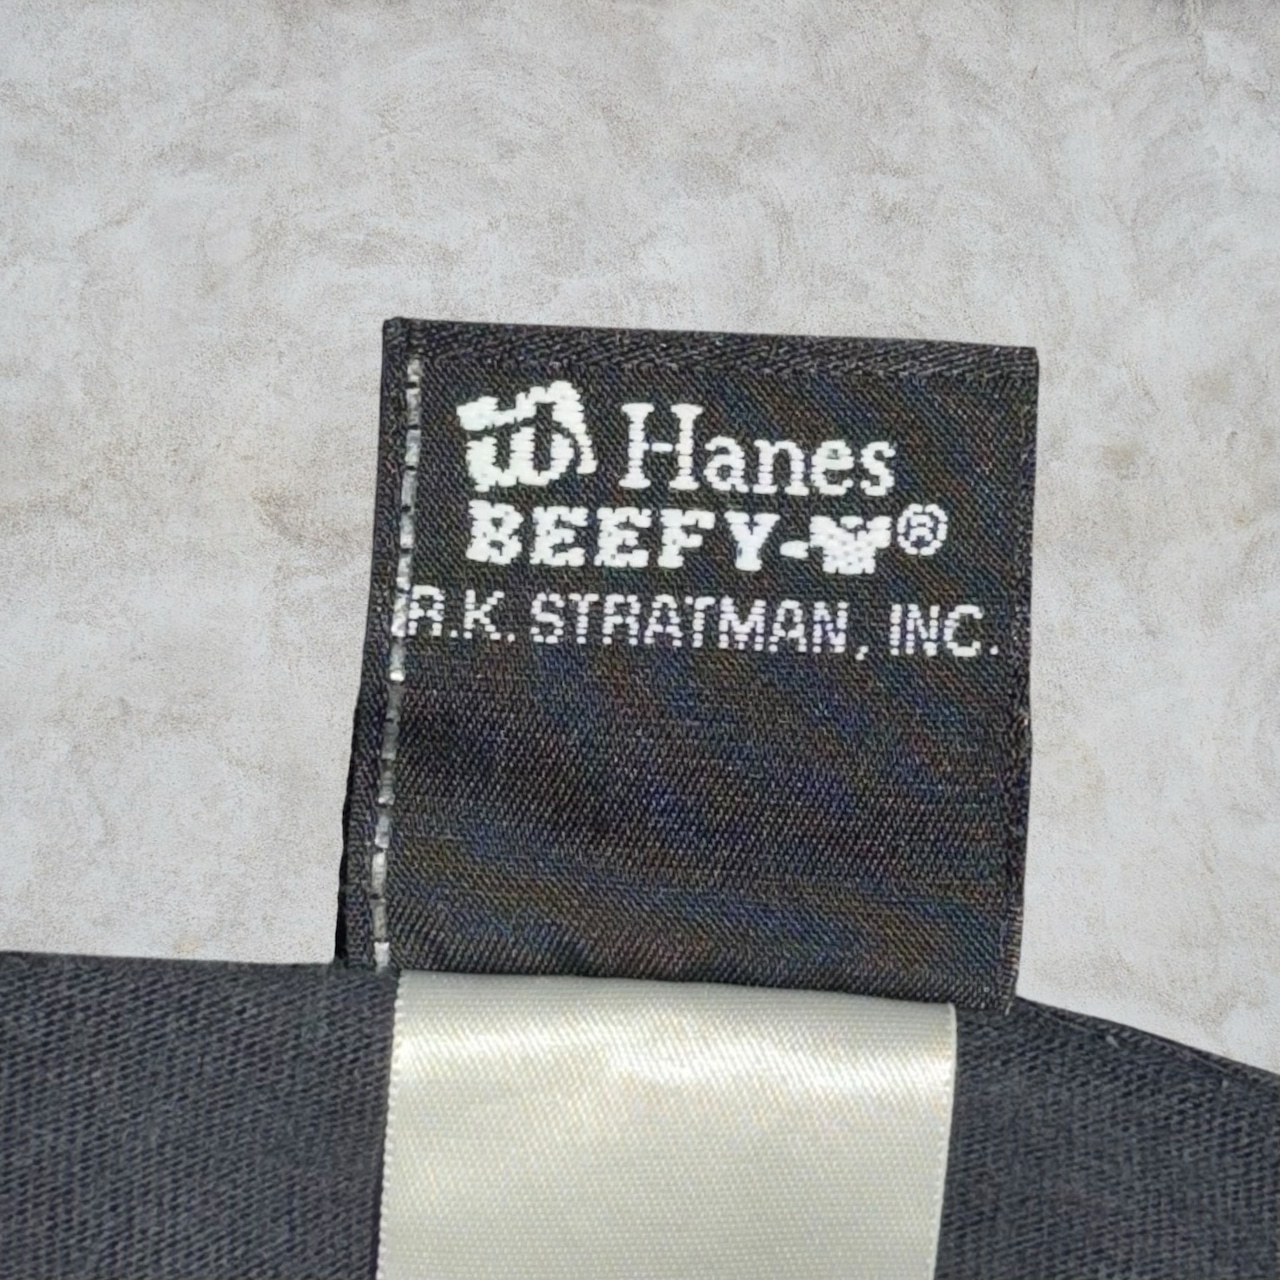 Hanes
BEEFY-T®
R.K. STRATMAN, INC.